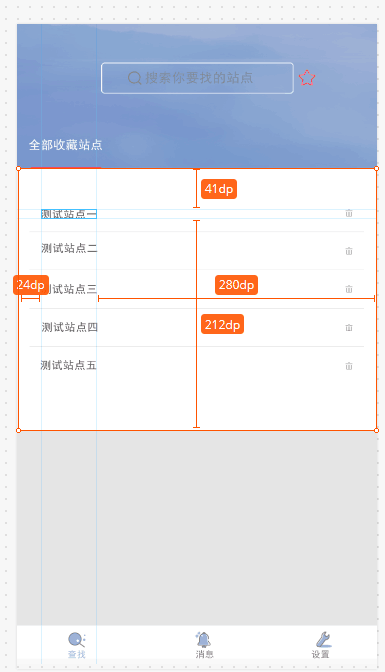 搜索你要找的站点
全部收藏站点
41dp
测试站点一
测试站点二
24dp
280dp
试站点三
212dp
测试站点四
测试站点五
查找
消息
设置